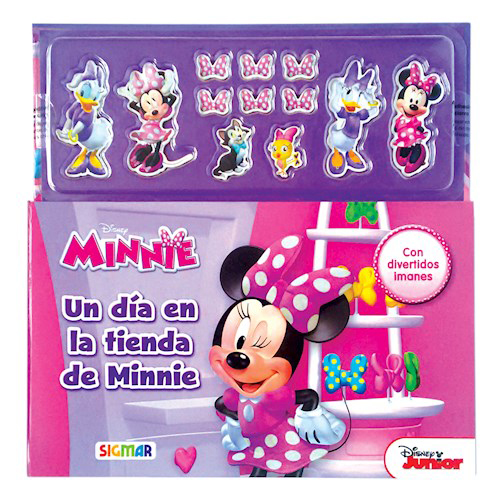 Disney
MINNIE
Un día en
la tienda
de Minnie
Con
divertidos
imanes
SIGMAR
Disney
Junior